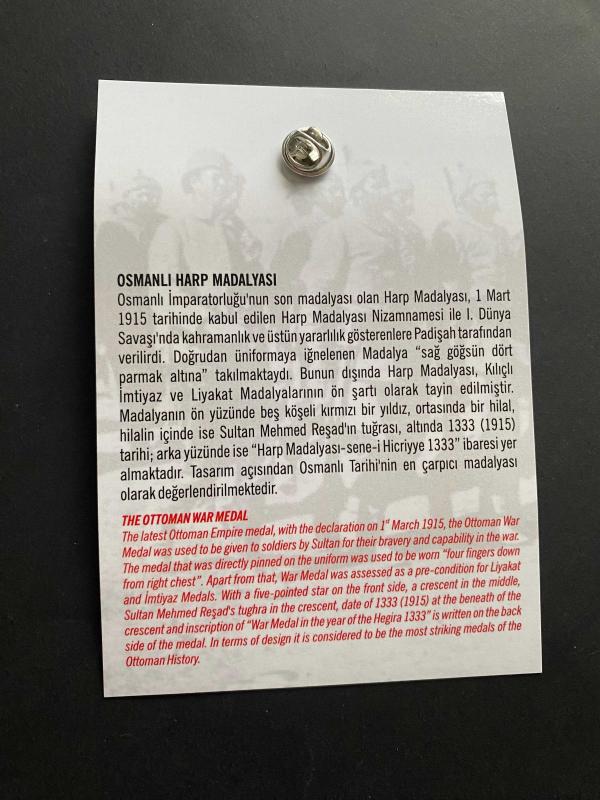 OSMANLI HARP MADALYASI
Osmanlı İmparatorluğu'nun son madalyası olan Harp Madalyası, 1 Mart
1915 tarihinde kabul edilen Harp Madalyası Nizamnamesi ile I. Dünya
Savaşı'nda kahramanlık ve üstün yararlılık gösterenlere Padişah tarafından
verilirdi. Doğrudan üniformaya iğnelenen Madalya “sağ göğsün dört
parmak altına” takılmaktaydı. Bunun dışında Harp Madalyası, Kılıçlı
İmtiyaz ve Liyakat Madalyalarının ön şartı olarak tayin edilmiştir.
Madalyanın ön yüzünde beş köşeli kırmızı bir yıldız, ortasında bir hilal,
hilalin içinde ise Sultan Mehmed Reşad'ın tuğrası, altında 1333 (1915)
tarihi; arka yüzünde ise “Harp Madalyası-sene-i Hicriyye 1333” ibaresi yer
almaktadır. Tasarım açısından Osmanlı Tarihi'nin en çarpıcı madalyası
olarak değerlendirilmektedir.
THE OTTOMAN WAR MEDAL
The latest Ottoman Empire medal, with the declaration on 1st March 1915, the Ottoman War
Medal was used to be given to soldiers by Sultan for their bravery and capability in the war.
The medal that was directly pinned on the uniform was used to be worn “four fingers down
from right chest”. Apart from that, War Medal was assessed as a pre-condition for Liyakat
and İmtiyaz Medals. With a five-pointed star on the front side, a crescent in the middle,
Sultan Mehmed Reşad's tughra in the crescent, date of 1333 (1915) at the beneath of the
crescent and inscription of “War Medal in the year of the Hegira 1333” is written on the back
side of the medal. In terms of design it is considered to be the most striking medals of the
Ottoman History.